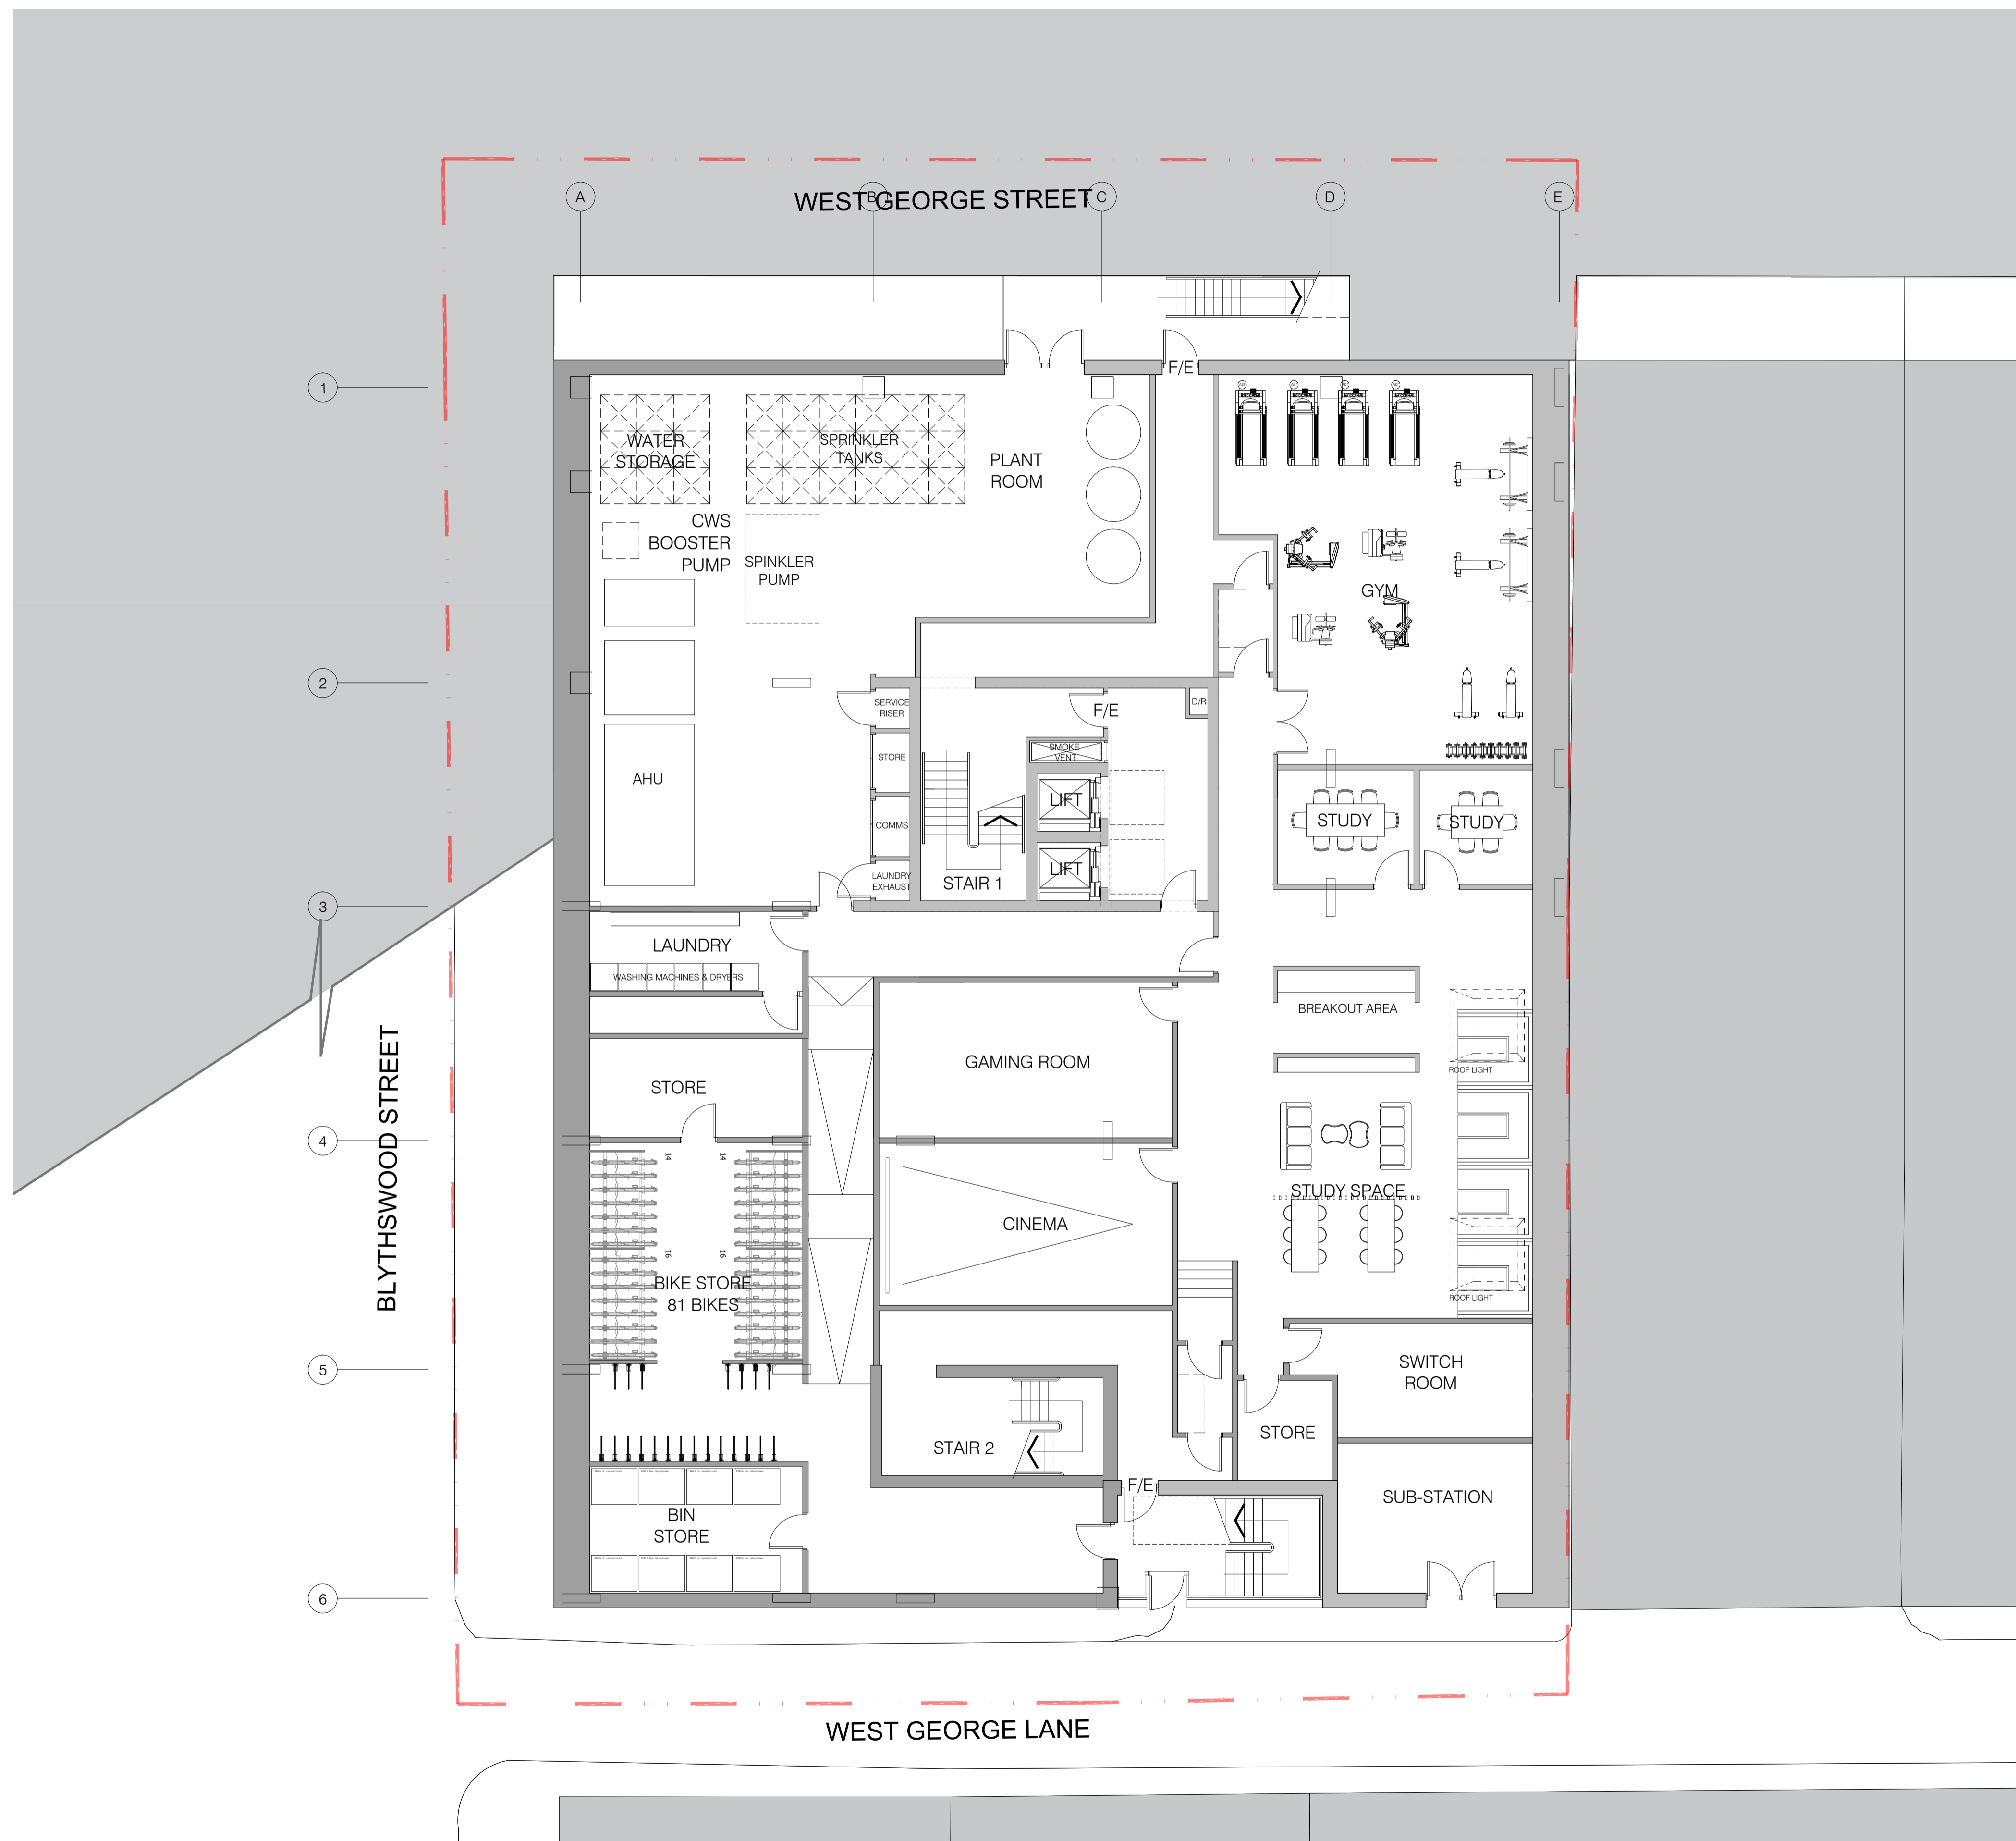 WEST GEORGE STREET
A
B
C
D
E
F/E
1
WATER
STORAGE
SPRINKLER
TANKS
PLANT
ROOM
CWS
BOOSTER
PUMP
SPINKLER
PUMP
GYM
2
SERVICE
RISER
F/E
D/R
STORE
SMOKE
VENT
AHU
LIFT
COMMS
STUDY
STUDY
LIFT
LAUNDRY
EXHAUST
STAIR 1
3
LAUNDRY
WASHING MACHINES & DRYERS
BREAKOUT AREA
GAMING ROOM
ROOF LIGHT
STORE
BLYTHSWOOD STREET
4
14
14
STUDY SPACE
CINEMA
16
16
BIKE STORE
81 BIKES
ROOF LIGHT
5
SWITCH
ROOM
STORE
STAIR 2
F/E
SUB-STATION
BIN
STORE
6
WEST GEORGE LANE